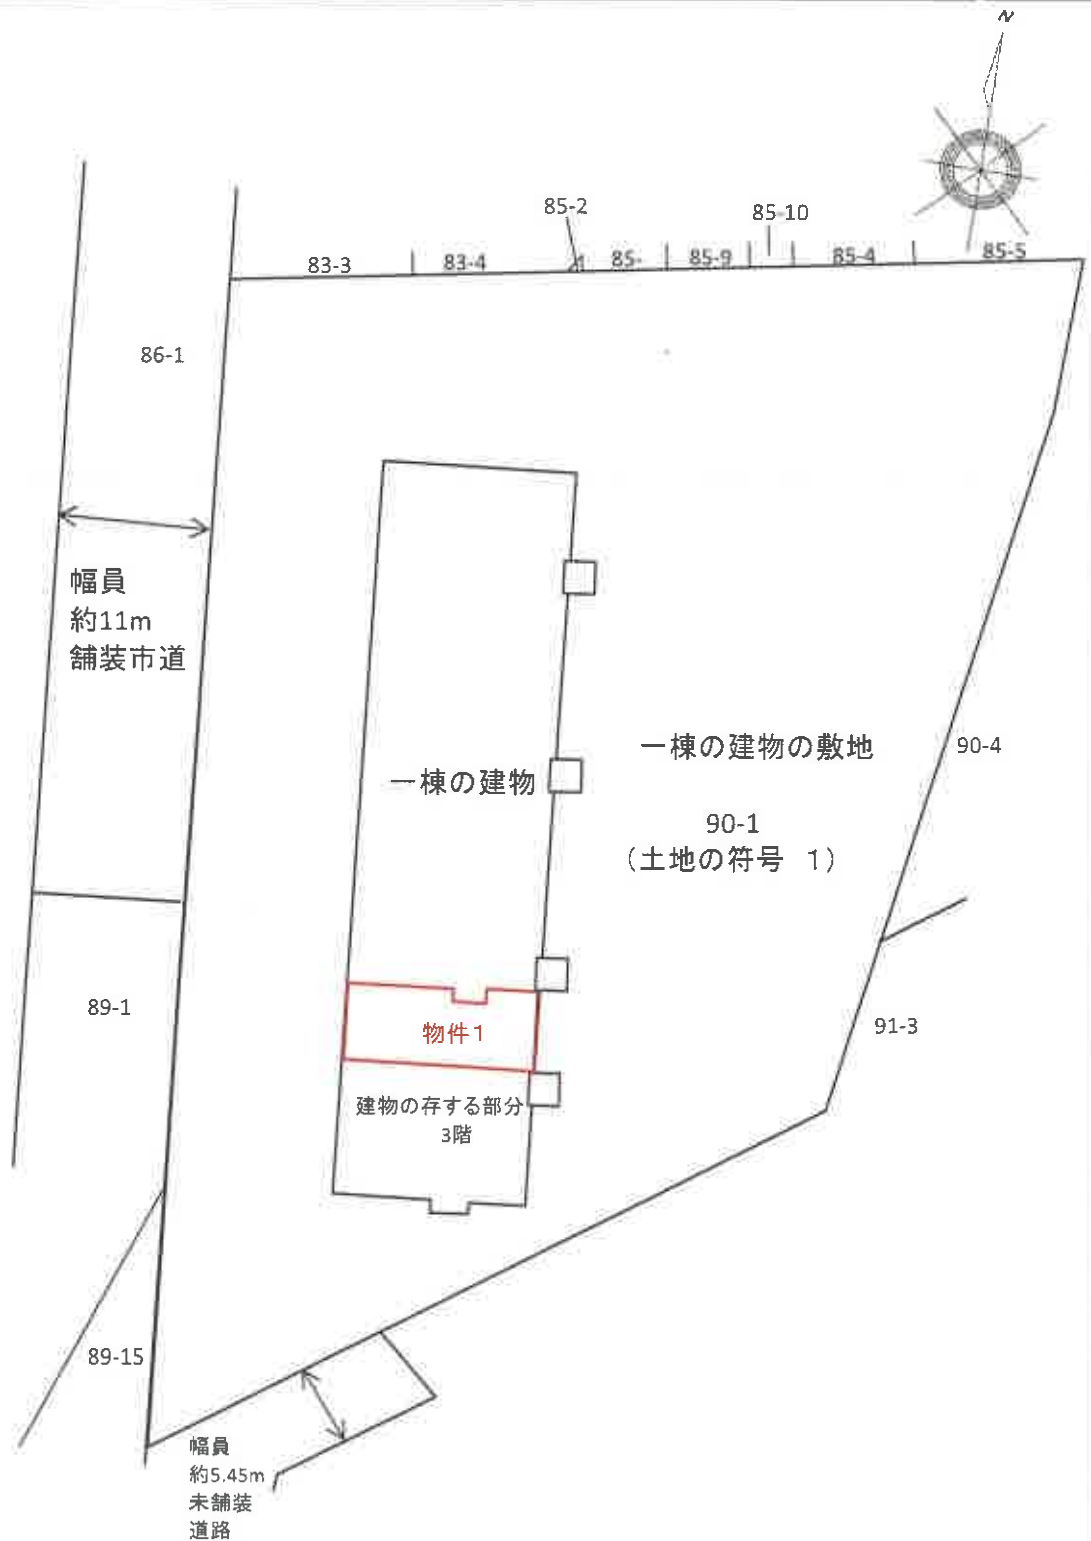 N
85-2
85-10
83-3
83-4
85-
85-9
85-4
85-5
86-1
幅員
約11m
舗装市道
一棟の建物
一棟の建物の敷地
90-1
（土地の符号 1）
90-4
89-1
物件1
91-3
建物の存する部分
3階
89-15
幅員
約5.45m
未舗装
道路